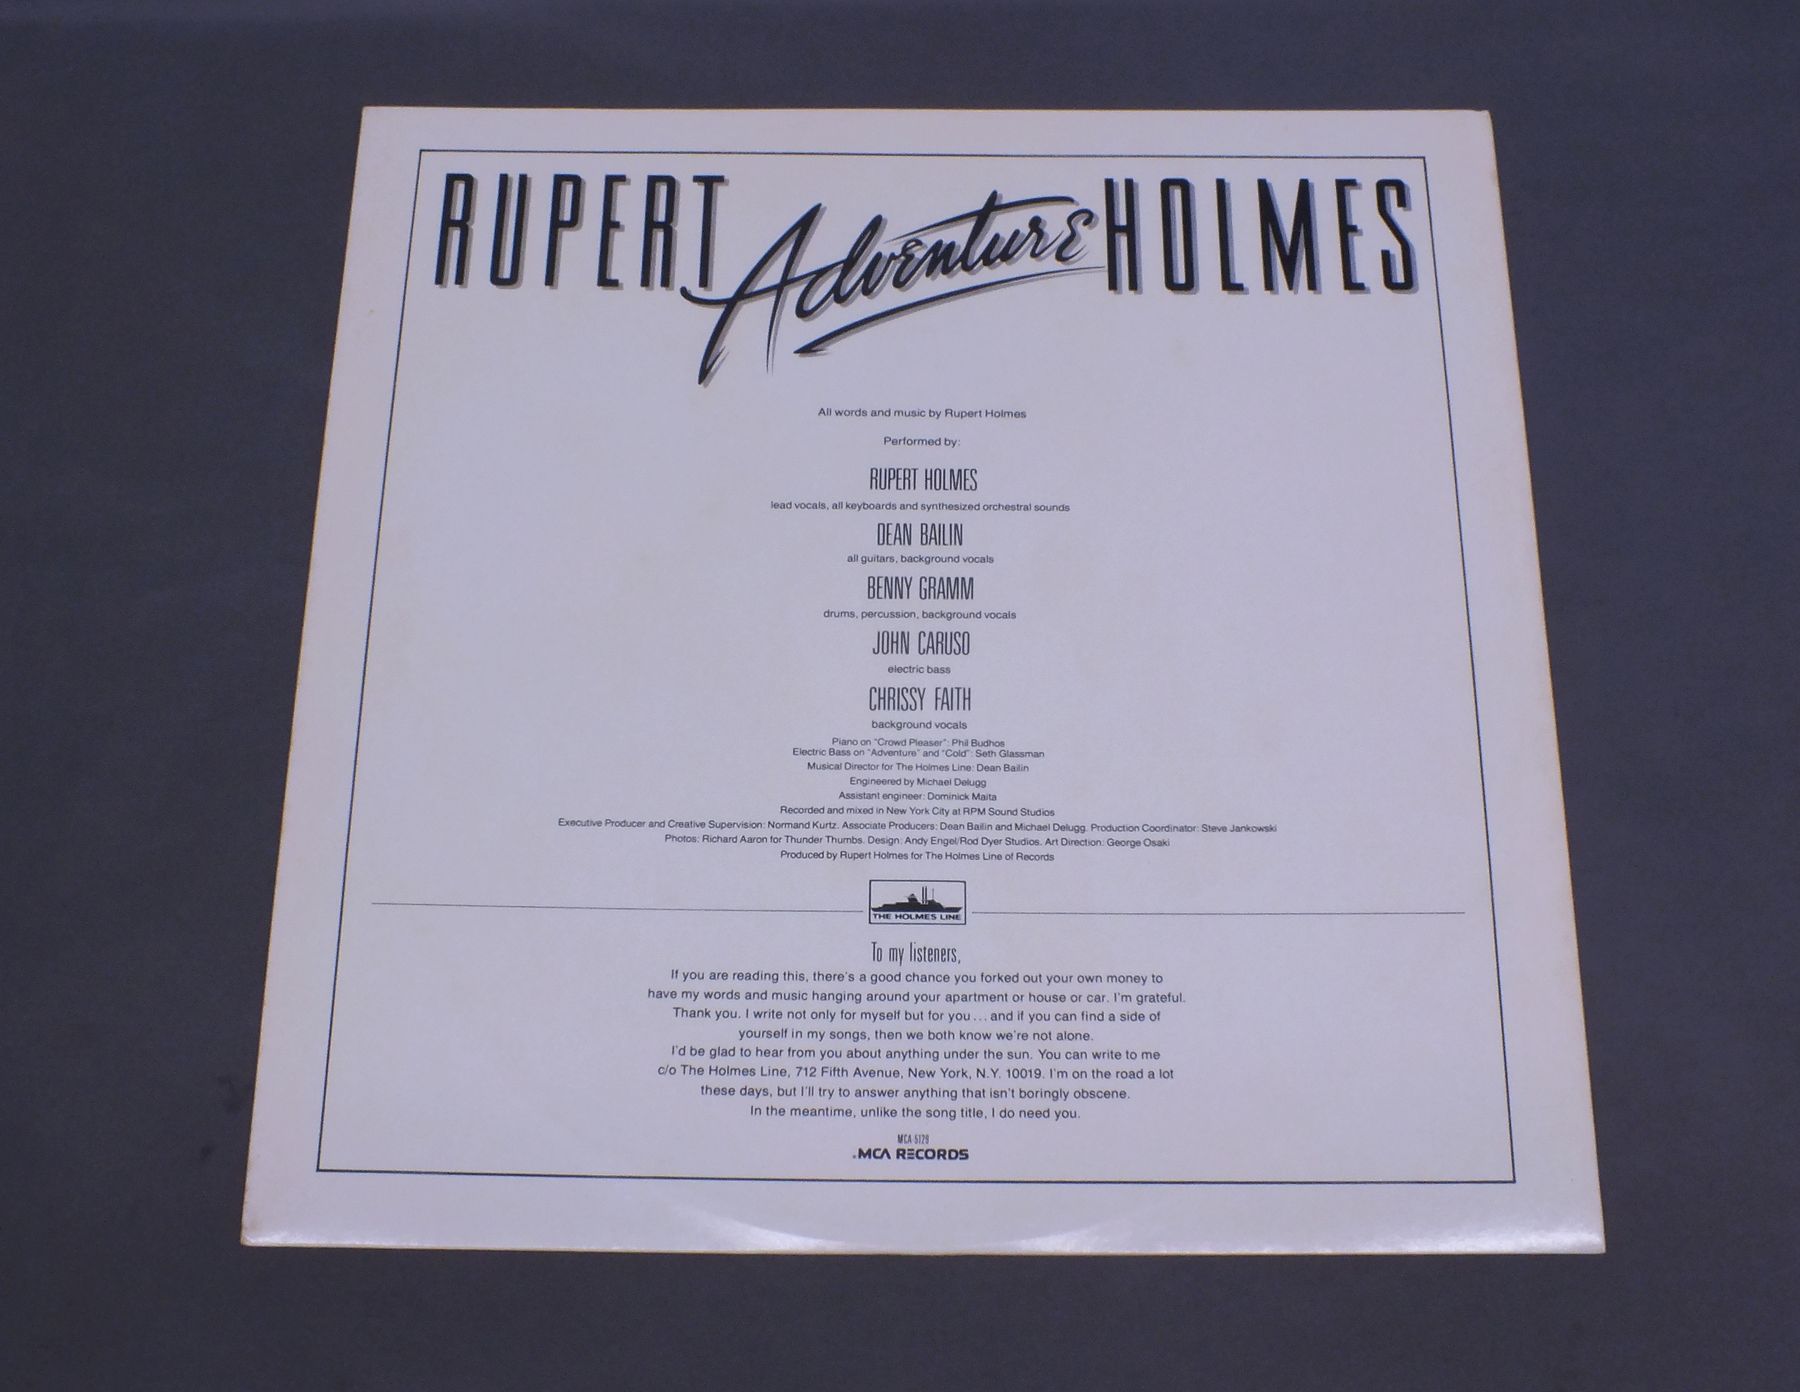 RUPERT Adventure HOLMES
All words and music by Rupert Holmes
Performed by:
RUPERT HOLMES
lead vocals, all keyboards and synthesized orchestral sounds
DEAN BAILIN
all guitars, background vocals
BENNY GRAMM
drums, percussion, background vocals
JOHN CARUSO
electric bass
CHRISSY FAITH
background vocals
Piano on "Crowd Pleaser": Phil Budhos
Electric Bass on "Adventure" and "Cold": Seth Glassman
Musical Director for The Holmes Line: Dean Bailin
Engineered by Michael Delugg
Assistant engineer: Dominick Maita
Recorded and mixed in New York City at RPM Sound Studios
Executive Producer and Creative Supervision: Normand Kurtz. Associate Producers: Dean Bailin and Michael Delugg. Production Coordinator: Steve Jankowski
Photos: Richard Aaron for Thunder Thumbs. Design: Andy Engel/Rod Dyer Studios. Art Direction: George Osaki
Produced by Rupert Holmes for The Holmes Line of Records
THE HOLMES LINE
To my listeners,
If you are reading this, there's a good chance you forked out your own money to
have my words and music hanging around your apartment or house or car. I'm grateful.
Thank you. I write not only for myself but for you...and if you can find a side of
yourself in my songs, then we both know we're not alone.
I'd be glad to hear from you about anything under the sun. You can write to me
c/o The Holmes Line, 712 Fifth Avenue, New York, N.Y. 10019. I'm on the road a lot
these days, but I'll try to answer anything that isn't boringly obscene.
In the meantime, unlike the song title, I do need you.
MCA 5129
MCA RECORDS